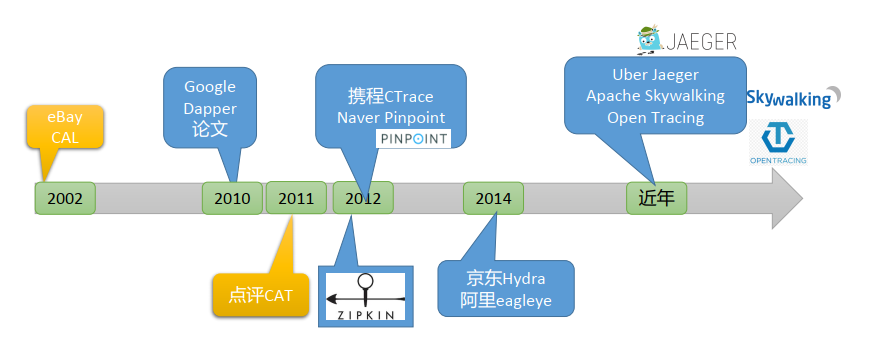 JAEGER
Uber Jaeger
Apache Skywalking
Open Tracing
Skywalking
OPENTRACING
携程CTrace
Naver Pinpoint
PINPOINT
Google
Dapper
论文
eBay
CAL
2002
2010
2011
2012
2014
近年
点评CAT
ZIPKIN
京东Hydra
阿里eagleye